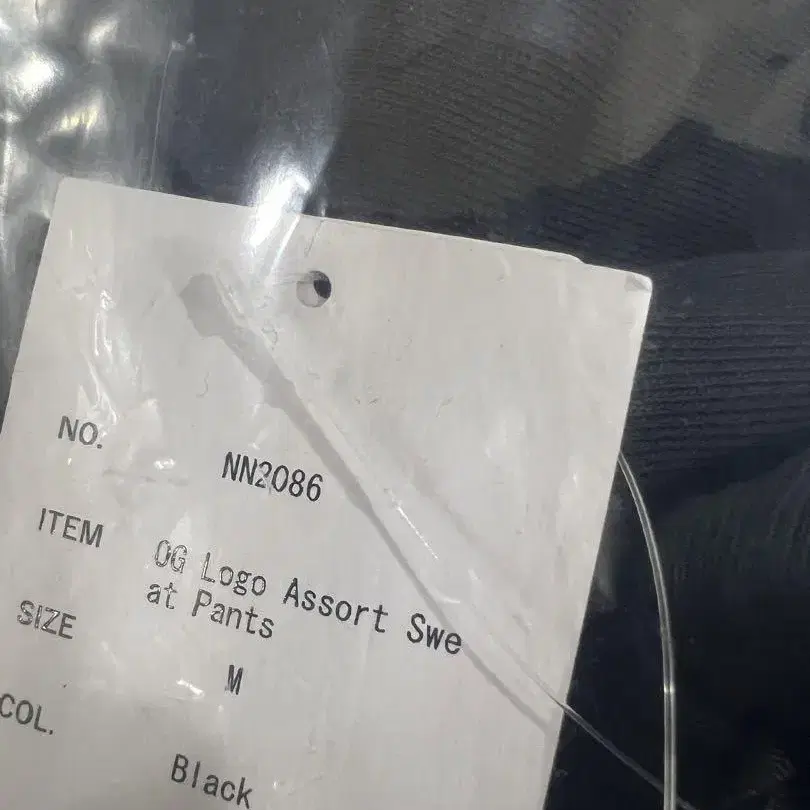 NO. NN2086
ITEM OG Logo Assort Swe
at Pants
SIZE M
COL. Black